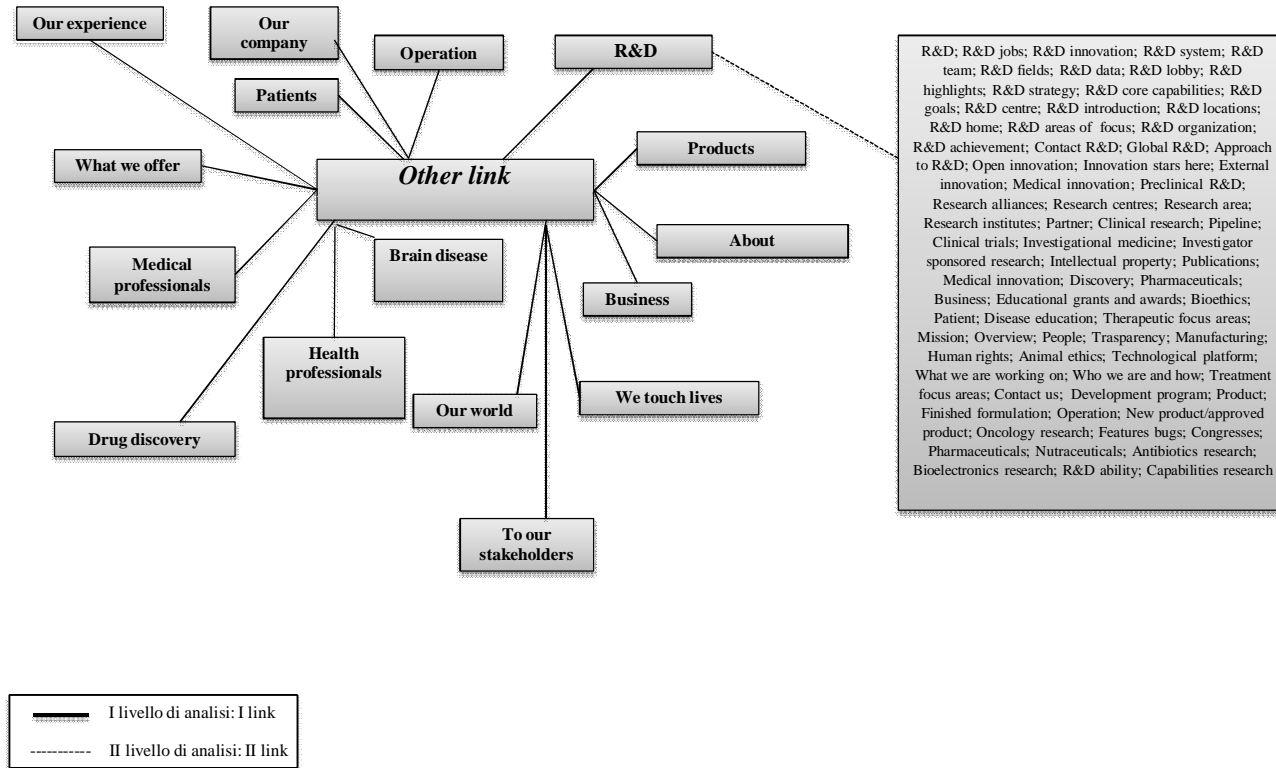 Our experience
Our
company
Operation
R&D
Patients
Products
What we offer
Other link
About
Medical
professionals
Brain disease
Business
Health
professionals
Our world
We touch lives
Drug discovery
To our
stakeholders
R&D; R&D jobs; R&D innovation; R&D system; R&D
team; R&D fields; R&D data; R&D lobby; R&D
highlights; R&D strategy; R&D core capabilities; R&D
goals; R&D centre; R&D introduction; R&D locations;
R&D home; R&D areas of focus; R&D organization;
R&D achievement; Contact R&D; Global R&D; Approach
to R&D; Open innovation; Innovation stars here; External
innovation; Medical innovation; Preclinical R&D;
Research alliances; Research centres; Research area;
Research institutes; Partner; Clinical research; Pipeline;
Clinical trials; Investigational medicine; Investigator
sponsored research; Intellectual property; Publications;
Medical innovation; Discovery; Pharmaceuticals;
Business; Educational grants and awards; Bioethics;
Patient; Disease education; Therapeutic focus areas;
Mission; Overview; People; Trasparency; Manufacturing;
Human rights; Animal ethics; Technological platform;
What we are working on; Who we are and how; Treatment
focus areas; Contact us; Development program; Product;
Finished formulation; Operation; New product/approved
product; Oncology research; Features bugs; Congresses;
Pharmaceuticals; Nutraceuticals; Antibiotics research;
Bioelectronics research; R&D ability; Capabilities research
I livello di analisi: I link
II livello di analisi: II link